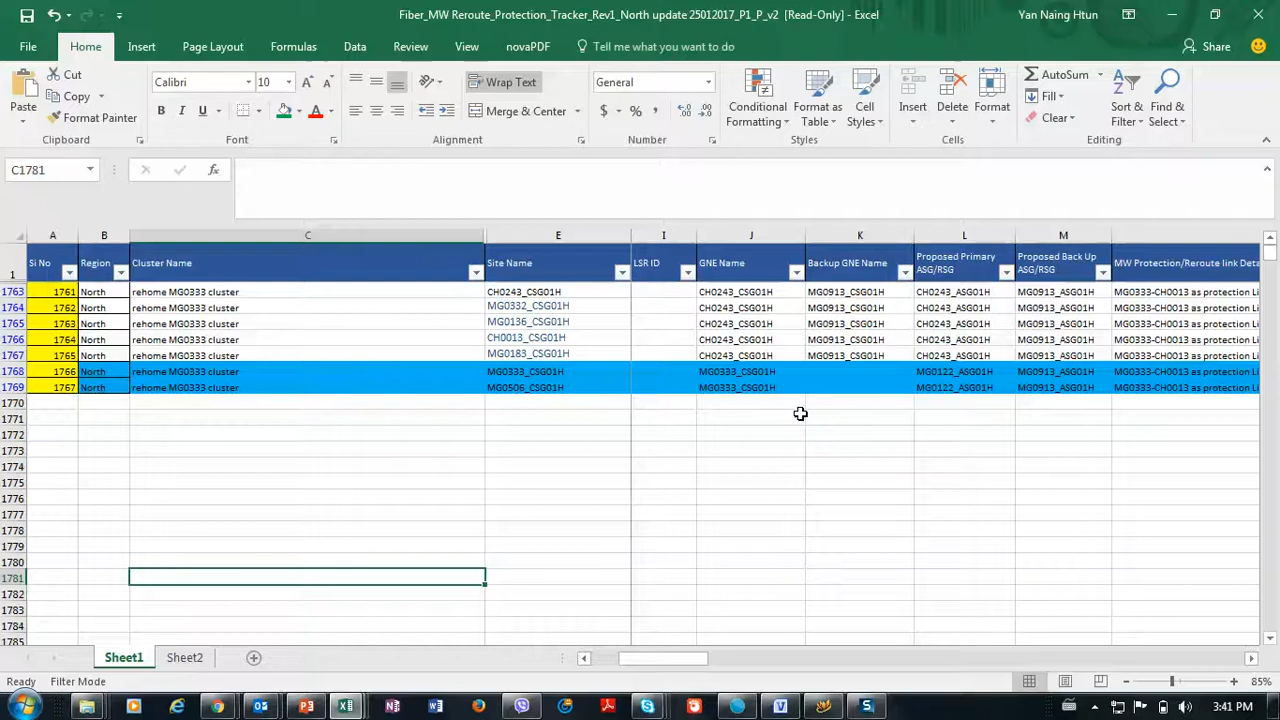 Fiber_MW Reroute_Protection_Tracker_Rev1_North update 25012017_P1_P_v2 [Read-Only] - Excel
Yan Naing Htun
File Home Insert Page Layout Formulas Data Review View novaPDF Tell me what you want to do Share
Paste
Cut
Copy
Format Painter
Clipboard
Calibri 10
B I U
Font
Wrap Text
Merge & Center
Alignment
General
$ % ,
Number
Conditional Formatting
Format as Table
Cell Styles
Styles
Insert Delete Format
Cells
AutoSum
Fill
Clear
Sort & Filter
Find & Select
Editing
C1781 fx
A B C E I J K L M
1 Si No Region Cluster Name Site Name LSR ID GNE Name Backup GNE Name Proposed Primary ASG/RSG Proposed Back Up ASG/RSG MW Protection/Reroute link Deta
1763 1761 North rehome MG0333 cluster CH0243_CSG01H CH0243_CSG01H MG0913_CSG01H CH0243_ASG01H MG0913_ASG01H MG0333-CH0013 as protection Li
1764 1762 North rehome MG0333 cluster MG0332_CSG01H CH0243_CSG01H MG0913_CSG01H CH0243_ASG01H MG0913_ASG01H MG0333-CH0013 as protection Li
1765 1763 North rehome MG0333 cluster MG0136_CSG01H CH0243_CSG01H MG0913_CSG01H CH0243_ASG01H MG0913_ASG01H MG0333-CH0013 as protection Li
1766 1764 North rehome MG0333 cluster CH0013_CSG01H CH0243_CSG01H MG0913_CSG01H CH0243_ASG01H MG0913_ASG01H MG0333-CH0013 as protection Li
1767 1765 North rehome MG0333 cluster MG0183_CSG01H CH0243_CSG01H MG0913_CSG01H CH0243_ASG01H MG0913_ASG01H MG0333-CH0013 as protection Li
1768 1766 North rehome MG0333 cluster MG0333_CSG01H MG0333_CSG01H MG0122_ASG01H MG0913_ASG01H MG0333-CH0013 as protection Li
1769 1767 North rehome MG0333 cluster MG0506_CSG01H MG0333_CSG01H MG0122_ASG01H MG0913_ASG01H MG0333-CH0013 as protection Li
1770
1771
1772
1773
1774
1775
1776
1777
1778
1779
1780
1781
1782
1783
1784
1785
Sheet1 Sheet2
Ready Filter Mode 85%
3:41 PM